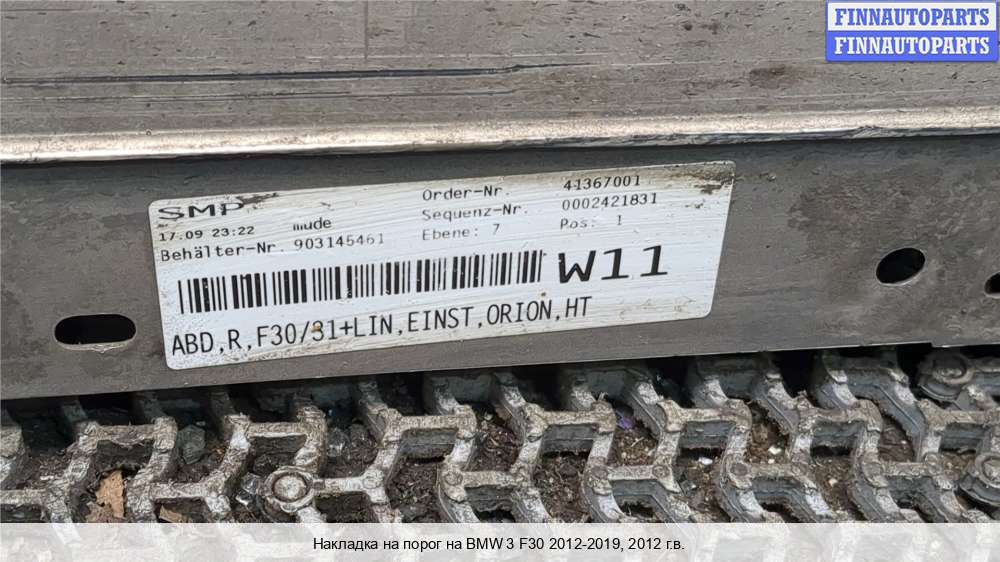 FINNAUTOPARTS
FINNAUTOPARTS
SMP Order-Nr. 41367001
17.09 23:22 mude Sequenz-Nr. 0002421831
Behälter-Nr. 903145461 Ebene: 7 Pos: 1
W11
ABD,R,F30/31+LIN,EINST,ORION,HT
Накладка на порог на BMW 3 F30 2012-2019, 2012 г.в.